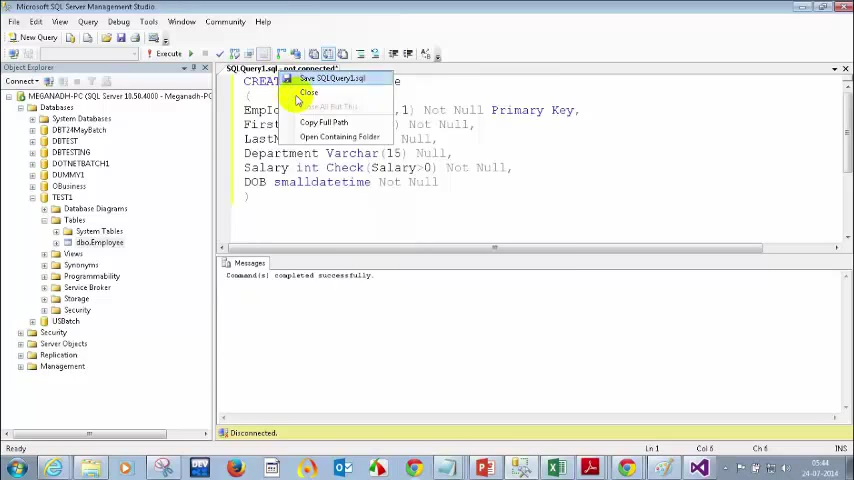 Microsoft SQL Server Management Studio
File Edit View Query Debug Tools Window Community Help
New Query
Execute
Object Explorer
SQLQuery1.sql - not connected*
Connect
MEGANADH-PC (SQL Server 10.50.4000 - Meganadh-PC
Databases
System Databases
DBT24MayBatch
DBTEST
DBTESTING
DOTNETBATCH1
DUMMY1
OBusiness
TEST1
Database Diagrams
Tables
System Tables
dbo.Employee
Views
Synonyms
Programmability
Service Broker
Storage
Security
USBatch
Security
Server Objects
Replication
Management
Save SQLQuery1.sql
Close
Close All But This
Copy Full Path
Open Containing Folder
(
,1) Not Null Primary Key,
First ) Not Null,
Null,
Department Varchar(15) Null,
Salary int Check(Salary>0) Not Null,
DOB smalldatetime Not Null
)
Messages
Command(s) completed successfully.
Disconnected.
Ready
Ln 1 Col 6 Ch 6 INS
05:44
24-07-2014